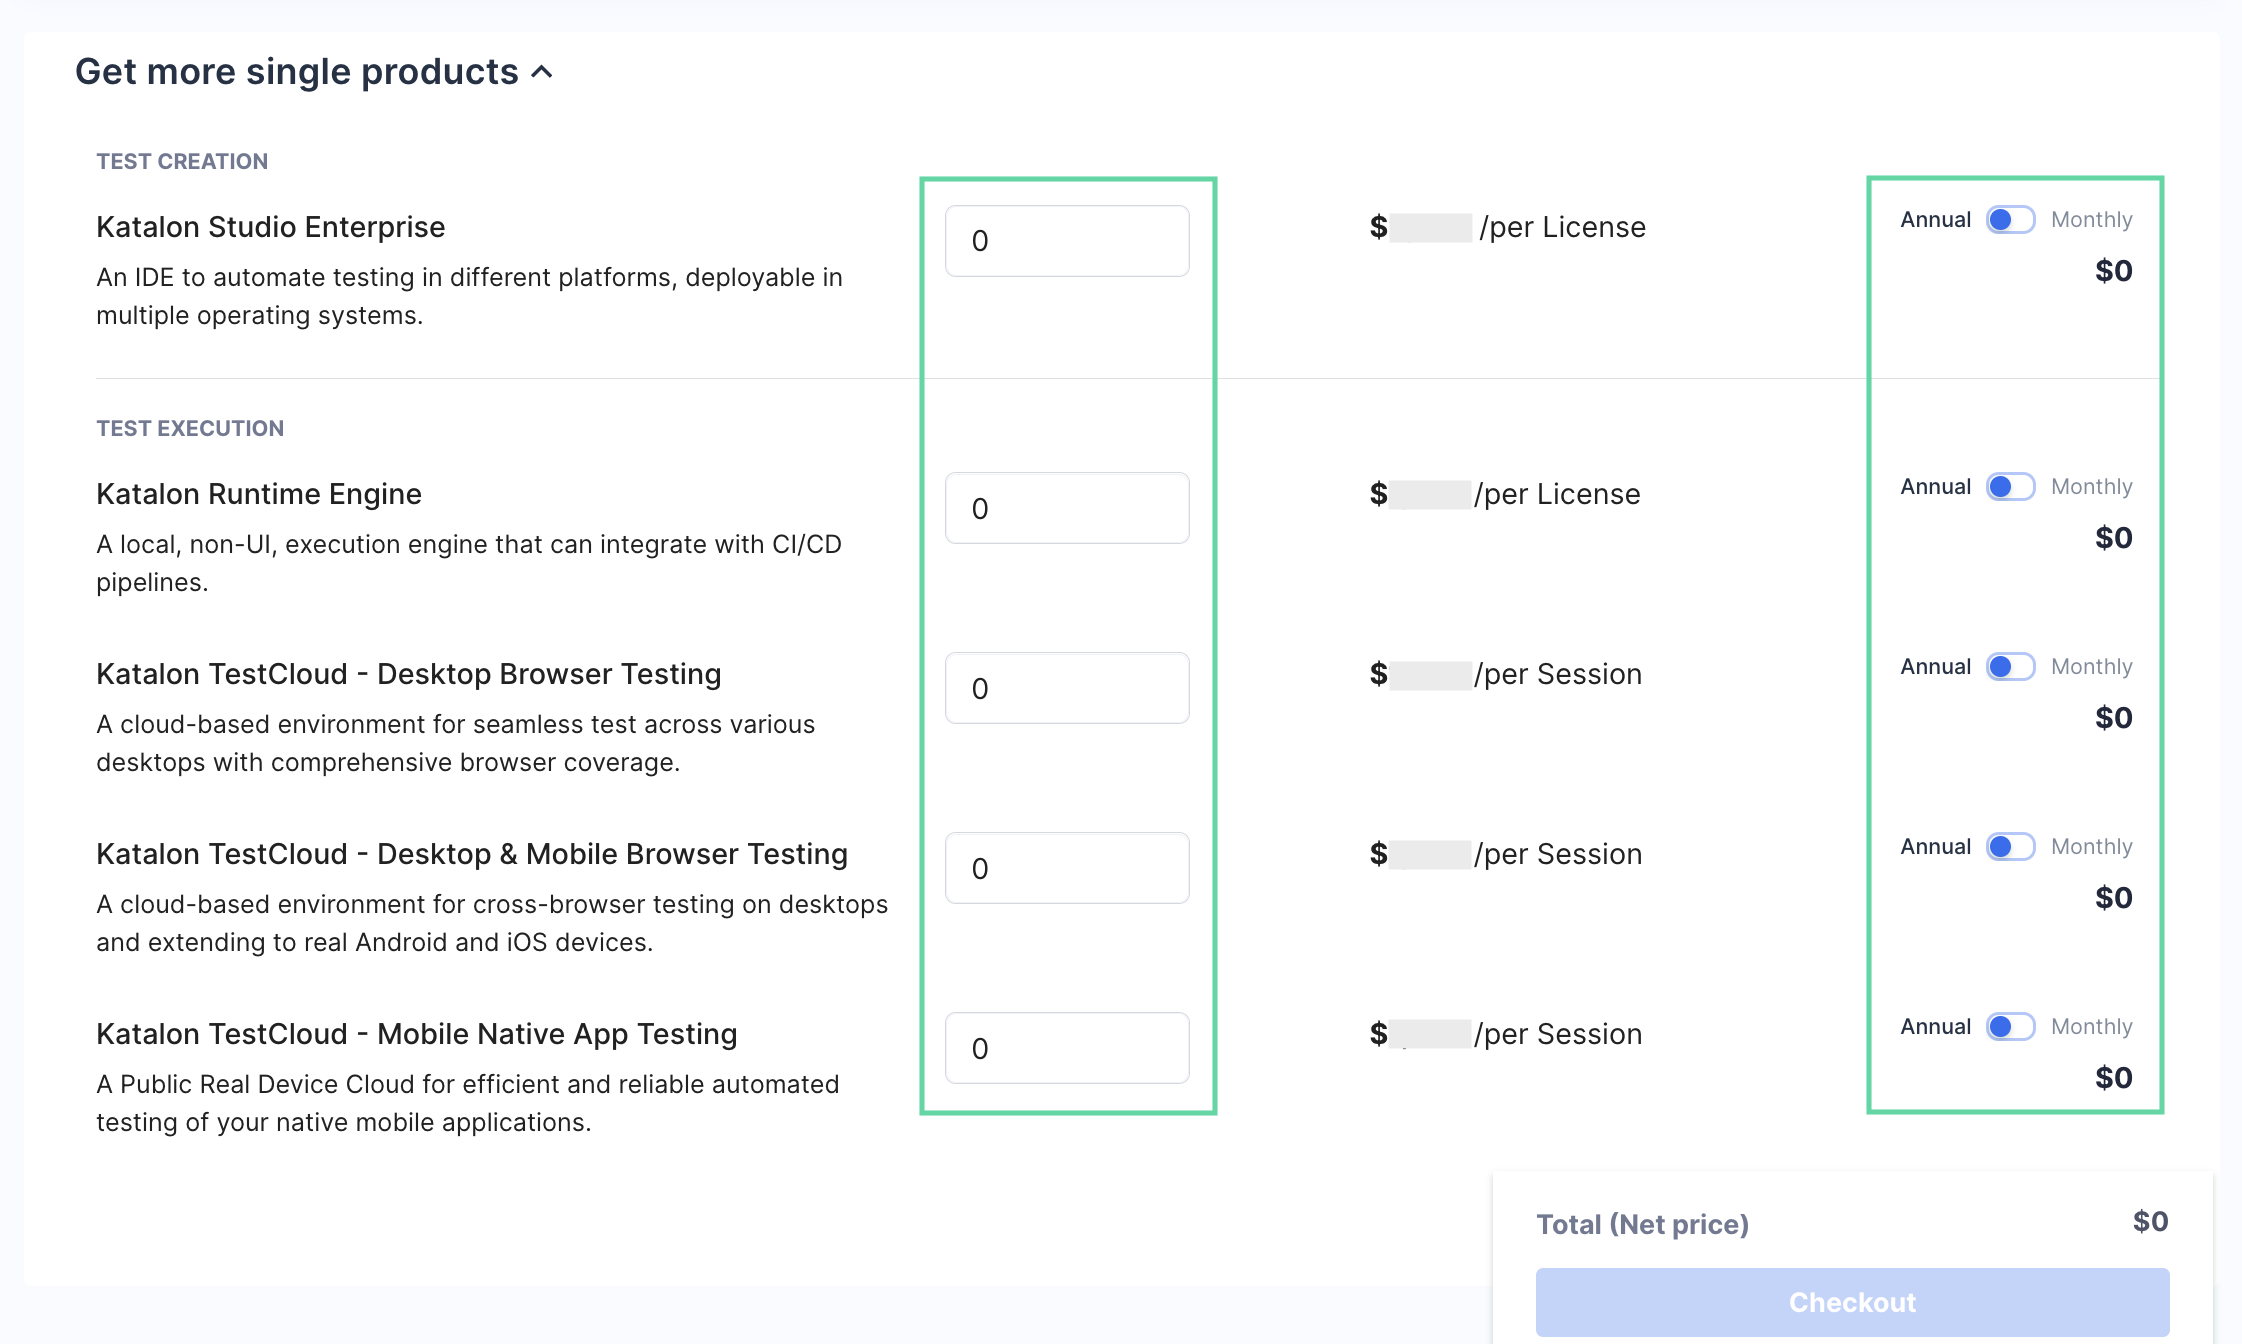 Get more single products
TEST CREATION
Katalon Studio Enterprise
0
$ /per License
Annual Monthly
$0
An IDE to automate testing in different platforms, deployable in
multiple operating systems.
TEST EXECUTION
Katalon Runtime Engine
0
$ /per License
Annual Monthly
$0
A local, non-UI, execution engine that can integrate with CI/CD
pipelines.
Katalon TestCloud - Desktop Browser Testing
0
$ /per Session
Annual Monthly
$0
A cloud-based environment for seamless test across various
desktops with comprehensive browser coverage.
Katalon TestCloud - Desktop & Mobile Browser Testing
0
$ /per Session
Annual Monthly
$0
A cloud-based environment for cross-browser testing on desktops
and extending to real Android and iOS devices.
Katalon TestCloud - Mobile Native App Testing
0
$ /per Session
Annual Monthly
$0
A Public Real Device Cloud for efficient and reliable automated
testing of your native mobile applications.
Total (Net price) $0
Checkout